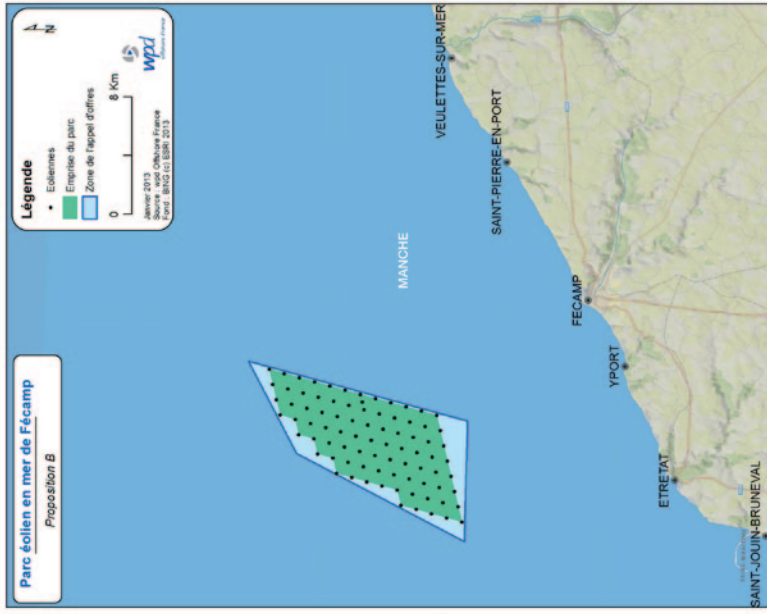 Parc éolien en mer de Fécamp
Proposition B
Légende
Eoliennes
Emprise du parc
Zone de l'appel d'offres
0
8 Km
Janvier 2013
Source : wpd Offshore France
Fond : BING (c) ESRI 2013
N
wpd
offshore france
MANCHE
VEULETTES-SUR-MER
SAINT-PIERRE-EN-PORT
FECAMP
YPORT
ETRETAT
SAINT-JOUIN-BRUNEVAL